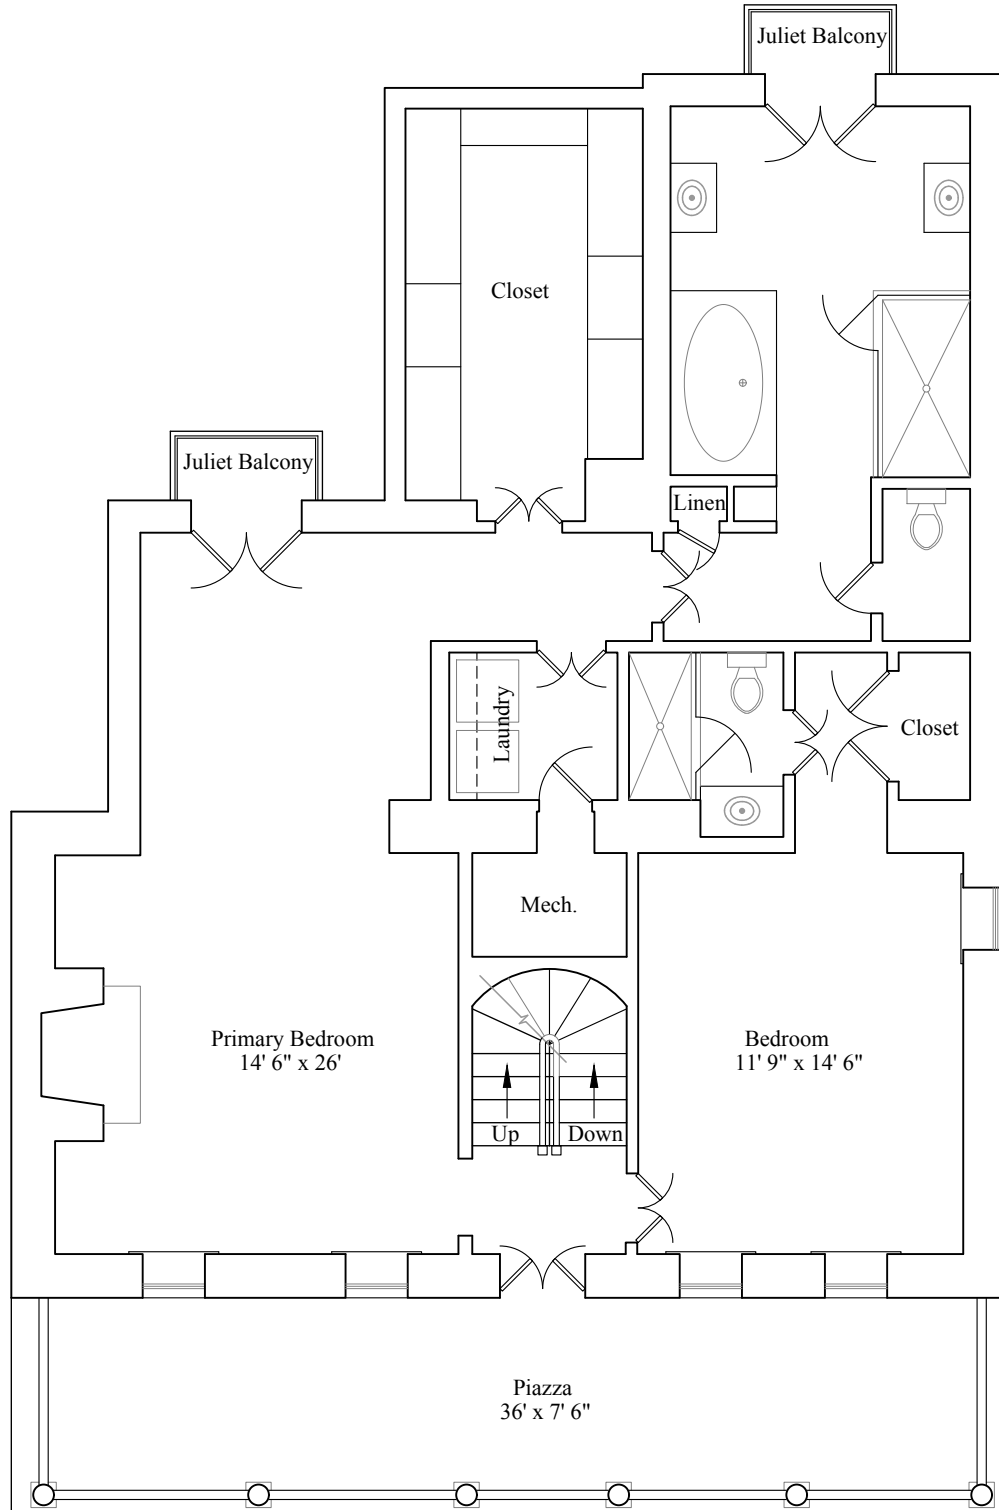 Juliet Balcony
Closet
Juliet Balcony
Linen
Laundry
Closet
Mech.
Primary Bedroom
14' 6" x 26'
Bedroom
11' 9" x 14' 6"
Up
Down
Piazza
36' x 7' 6"